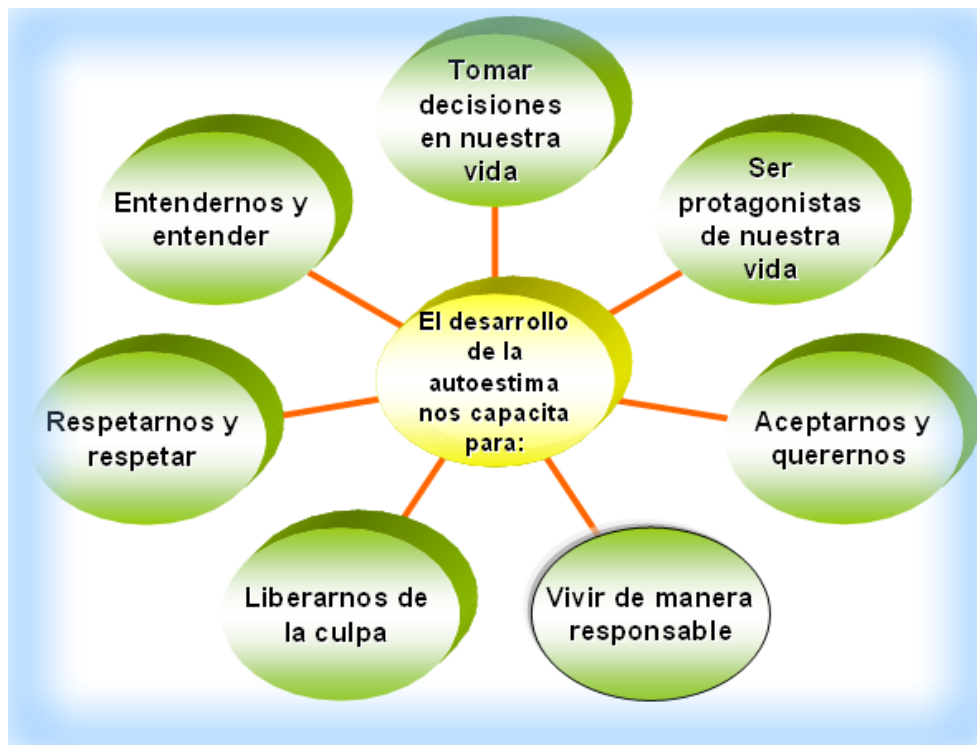 Tomar
decisiones
en nuestra
vida
Ser
protagonistas
de nuestra
vida
Aceptarnos y
querernos
Vivir de manera
responsable
Liberarnos de
la culpa
Respetarnos y
respetar
Entendernos y
entender
El desarrollo
de la
autoestima
nos capacita
para: